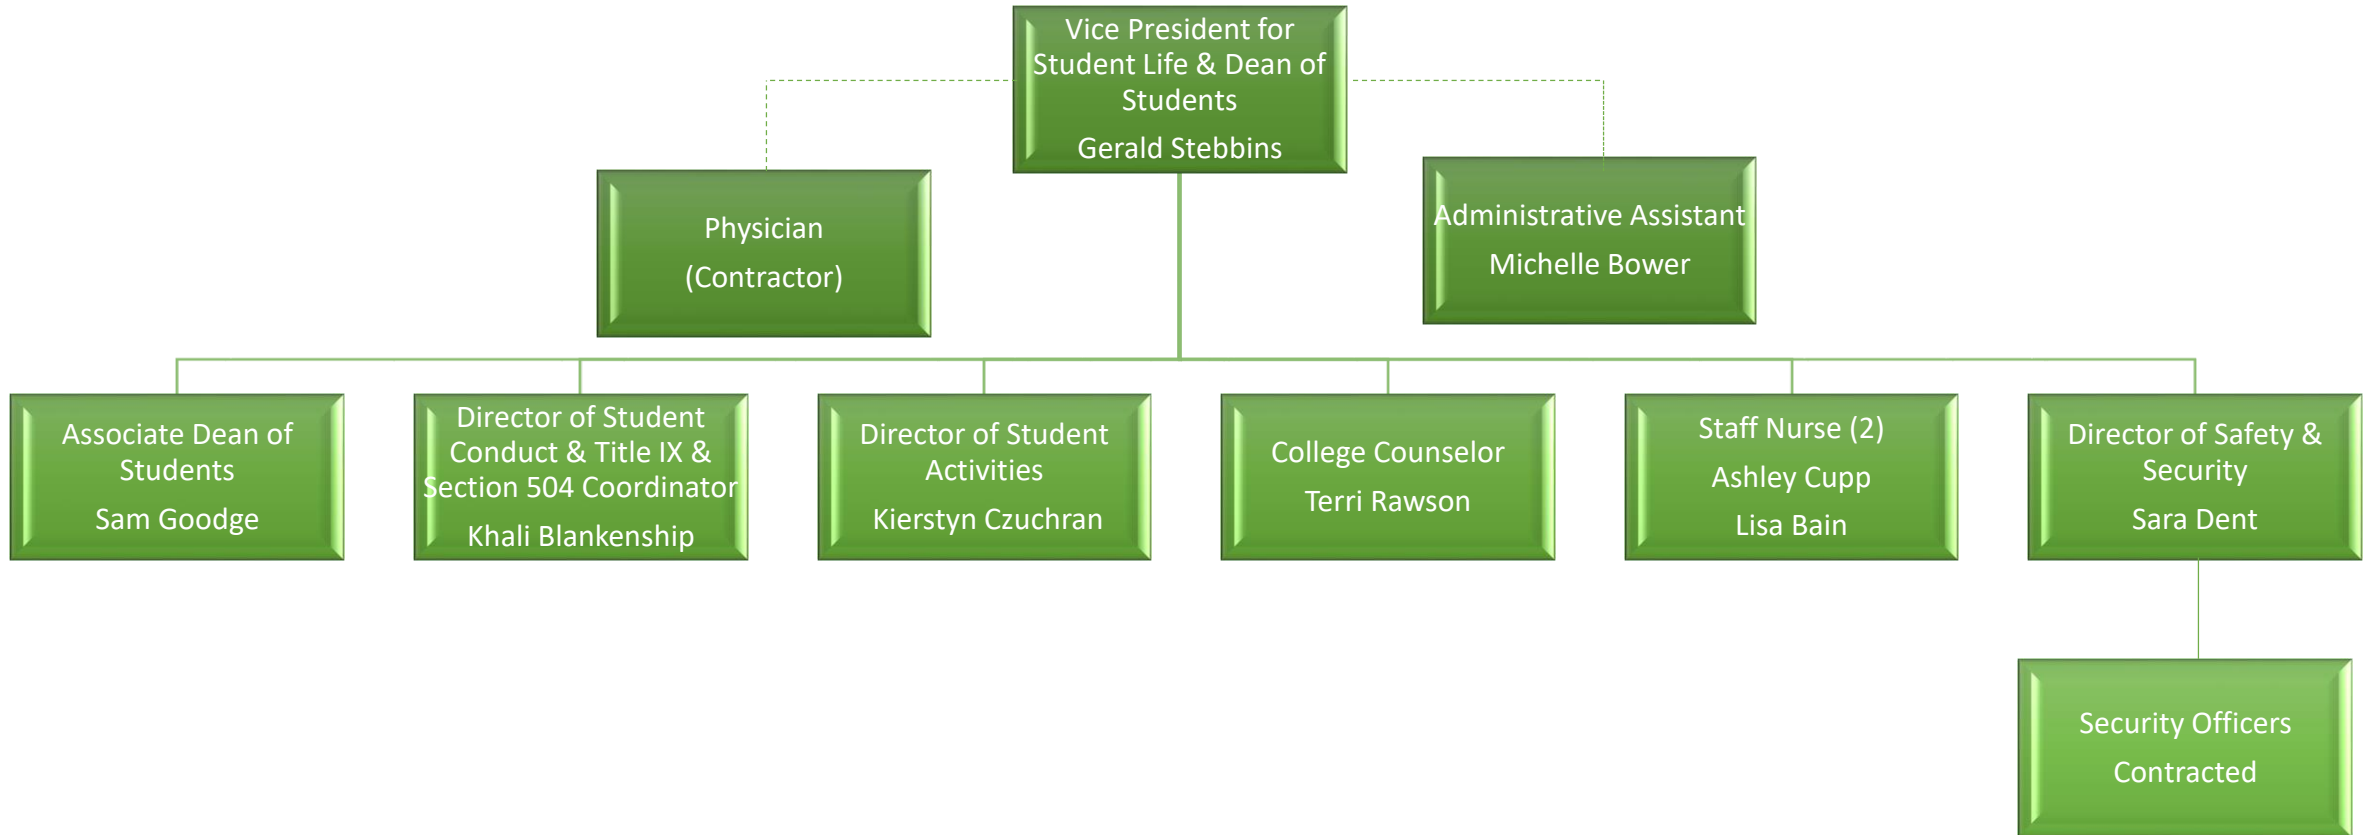 Vice President for
Student Life & Dean of
Students
Gerald Stebbins
Physician
(Contractor)
Administrative Assistant
Michelle Bower
Associate Dean of
Students
Sam Goodge
Director of Student
Conduct & Title IX &
Section 504 Coordinator
Khali Blankenship
Director of Student
Activities
Kierstyn Czuchran
College Counselor
Terri Rawson
Staff Nurse (2)
Ashley Cupp
Lisa Bain
Director of Safety &
Security
Sara Dent
Security Officers
Contracted